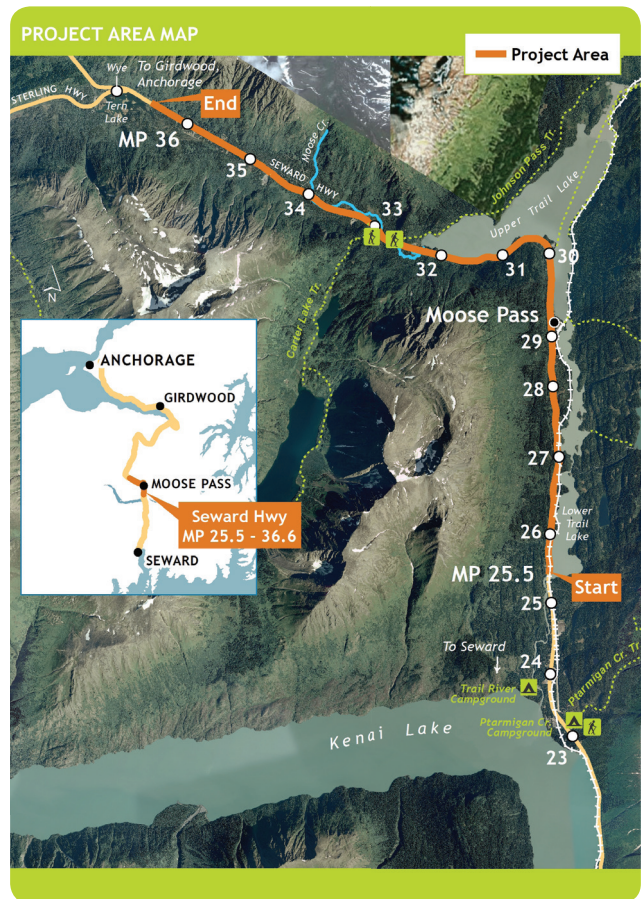 PROJECT AREA MAP
Project Area
Wye
To Girdwood,
Anchorage
STERLING HWY
Tern
Lake
End
MP 36
35
SEWARD HWY
34
Moose Cr.
33
Johnson Pass Tr.
Upper Trail Lake
32
31
30
N
Carter Lake Tr.
Moose Pass
29
28
27
Lower
Trail
Lake
26
MP 25.5
Start
25
To Seward
24
Trail River
Campground
Ptarmigan Cr. Tr
Ptarmigan Cr.
Campground
23
Kenai Lake
ANCHORAGE
GIRDWOOD
MOOSE PASS
Seward Hwy
MP 25.5 - 36.6
SEWARD